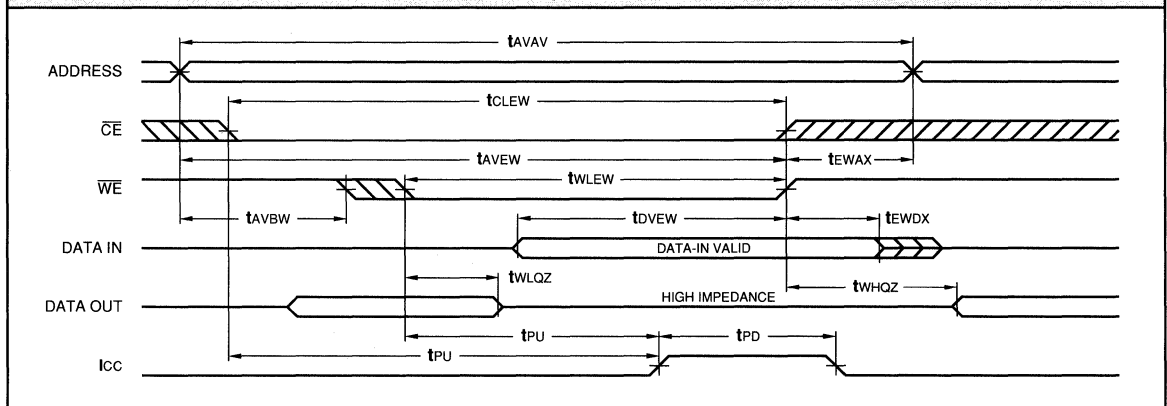 tAVAV
ADDRESS
tCLEW
CE
tAVEW
tEWAX
WE
tWLEW
tAVBW
tDVEW
tEWDX
DATA IN
DATA-IN VALID
tWLQZ
tWHQZ
DATA OUT
HIGH IMPEDANCE
tPU
tPD
tPU
ICC